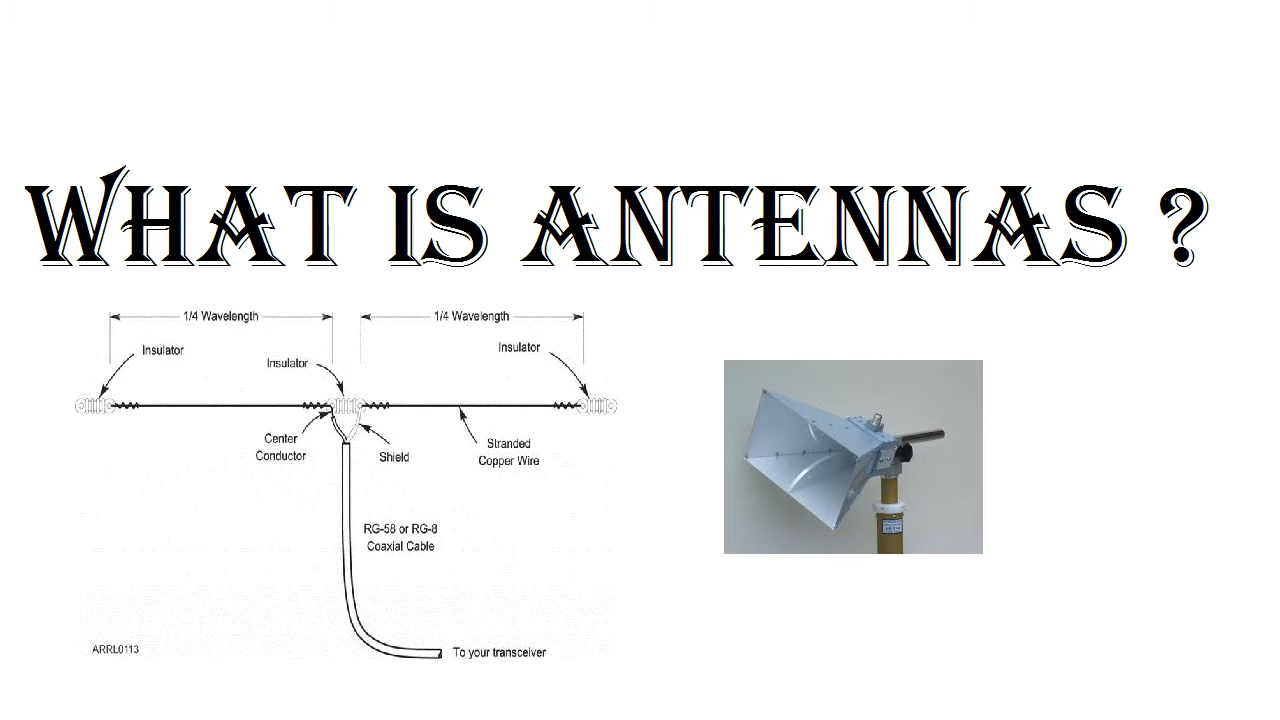 WHAT IS ANTENNAS ?
1/4 Wavelength
1/4 Wavelength
Insulator
Insulator
Insulator
Center
Conductor
Shield
Stranded
Copper Wire
RG-58 or RG-8
Coaxial Cable
ARRL0113
To your transceiver